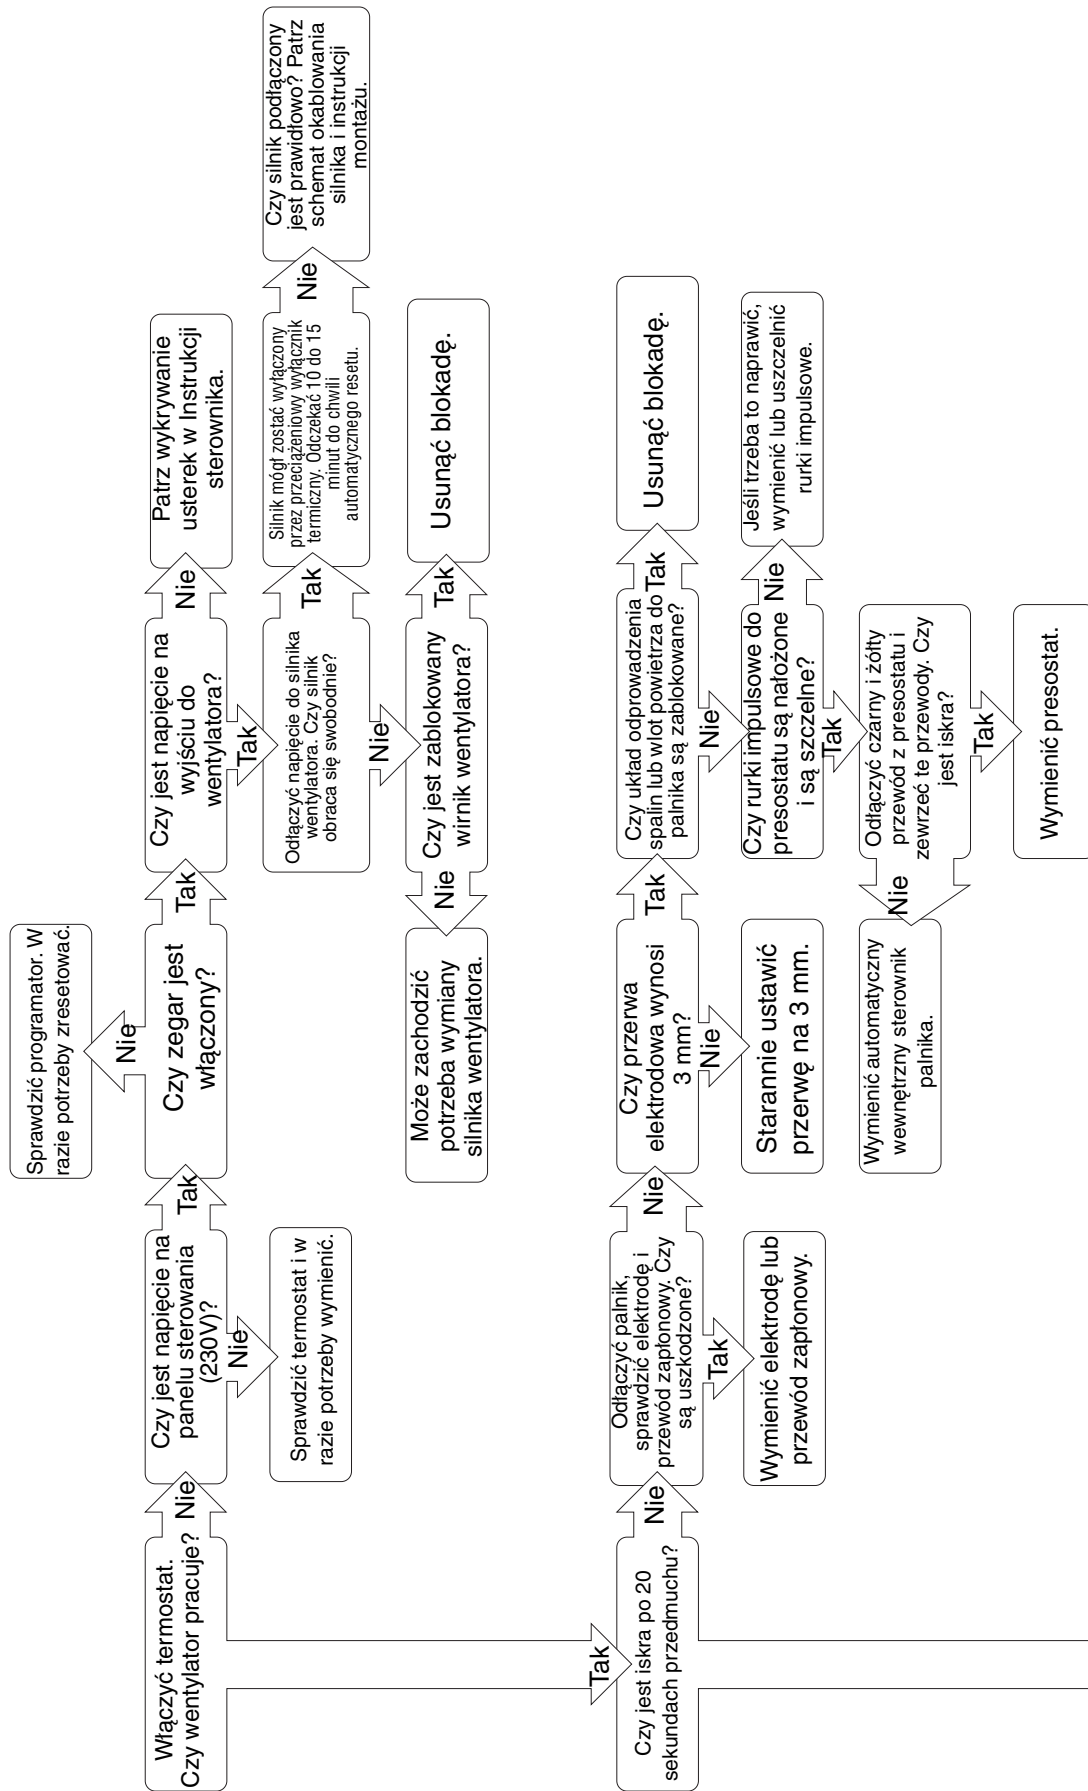 Włączyć termostat.
Czy wentylator pracuje?
Nie
Czy jest napięcie na
panelu sterowania
(230V)?
Nie
Sprawdzić termostat i w
razie potrzeby wymienić.
Tak
Czy zegar jest
włączony?
Nie
Sprawdzić programator. W
razie potrzeby zresetować.
Tak
Czy jest napięcie na
wyjściu do
wentylatora?
Nie
Patrz wykrywanie
usterek w Instrukcji
sterownika.
Tak
Odłączyć napięcie do silnika
wentylatora. Czy silnik
obraca się swobodnie?
Tak
Silnik mógł zostać wyłączony
przez przeciążeniowy wyłącznik
termiczny. Odczekać 10 do 15
minut do chwili
automatycznego resetu.
Nie
Czy silnik podłączony
jest prawidłowo? Patrz
schemat okablowania
silnika i instrukcji
montażu.
Nie
Czy jest zablokowany
wirnik wentylatora?
Tak
Usunąć blokadę.
Nie
Może zachodzić
potrzeba wymiany
silnika wentylatora.
Tak
Czy jest iskra po 20
sekundach przedmuchu?
Nie
Odłączyć palnik,
sprawdzić elektrodę i
przewód zapłonowy. Czy
są uszkodzone?
Tak
Wymienić elektrodę lub
przewód zapłonowy.
Nie
Czy przerwa
elektrodowa wynosi
3 mm?
Nie
Starannie ustawić
przerwę na 3 mm.
Tak
Czy układ odprowadzenia
spalin lub wlot powietrza do
palnika są zablokowane?
Tak
Usunąć blokadę.
Nie
Czy rurki impulsowe do
presostatu są nałożone
i są szczelne?
Nie
Jeśli trzeba to naprawić,
wymienić lub uszczelnić
rurki impulsowe.
Tak
Odłączyć czarny i żółty
przewód z presostatu i
zewrzeć te przewody. Czy
jest iskra?
Nie
Wymienić automatyczny
wewnętrzny sterownik
palnika.
Tak
Wymienić presostat.